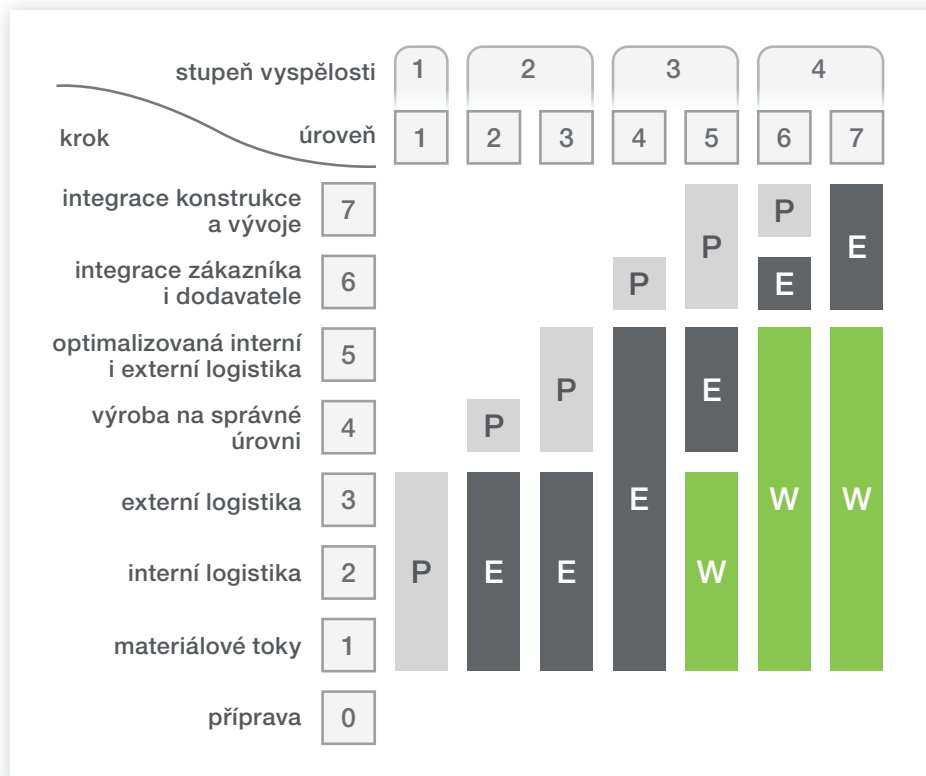 stupeň vyspělosti 1 2 3 4
krok úroveň 1 2 3 4 5 6 7
integrace konstrukce
a vývoje 7 P P E
integrace zákazníka
i dodavatele 6 P E
optimalizovaná interní
i externí logistika 5 P E
výroba na správné
úrovni 4 P
externí logistika 3 E W W
interní logistika 2 P E E W
materiálové toky 1
příprava 0